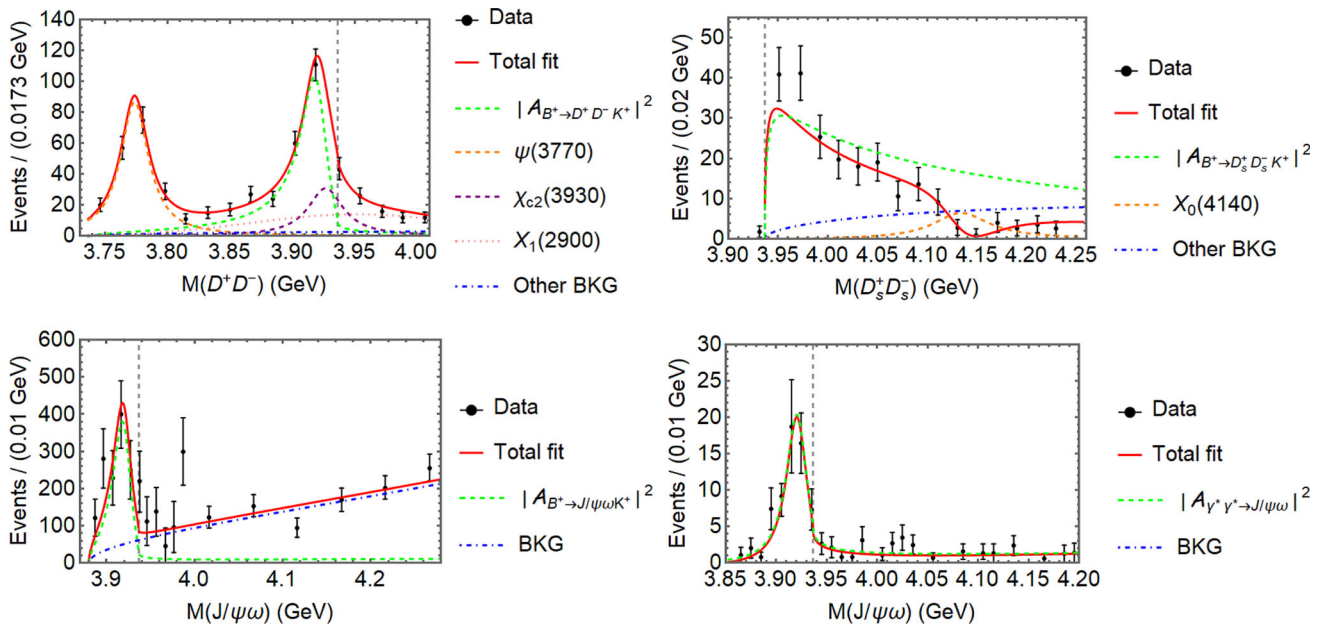 Events / (0.0173 GeV)
140
120
100
80
60
40
20
0
3.75 3.80 3.85 3.90 3.95 4.00
M(D⁺D⁻) (GeV)
Data
Total fit
| A_{B⁺→D⁺D⁻K⁺} |²
ψ(3770)
χ_{c2}(3930)
X₁(2900)
Other BKG
Events / (0.02 GeV)
50
40
30
20
10
0
3.90 3.95 4.00 4.05 4.10 4.15 4.20 4.25
M(D_s⁺D_s⁻) (GeV)
Data
Total fit
| A_{B⁺→D_s⁺D_s⁻K⁺} |²
X₀(4140)
Other BKG
Events / (0.01 GeV)
600
500
400
300
200
100
0
3.9 4.0 4.1 4.2
M(J/ψω) (GeV)
Data
Total fit
| A_{B⁺→J/ψωK⁺} |²
BKG
Events / (0.01 GeV)
30
25
20
15
10
5
0
3.85 3.90 3.95 4.00 4.05 4.10 4.15 4.20
M(J/ψω) (GeV)
Data
Total fit
| A_{γ*γ*→J/ψω} |²
BKG